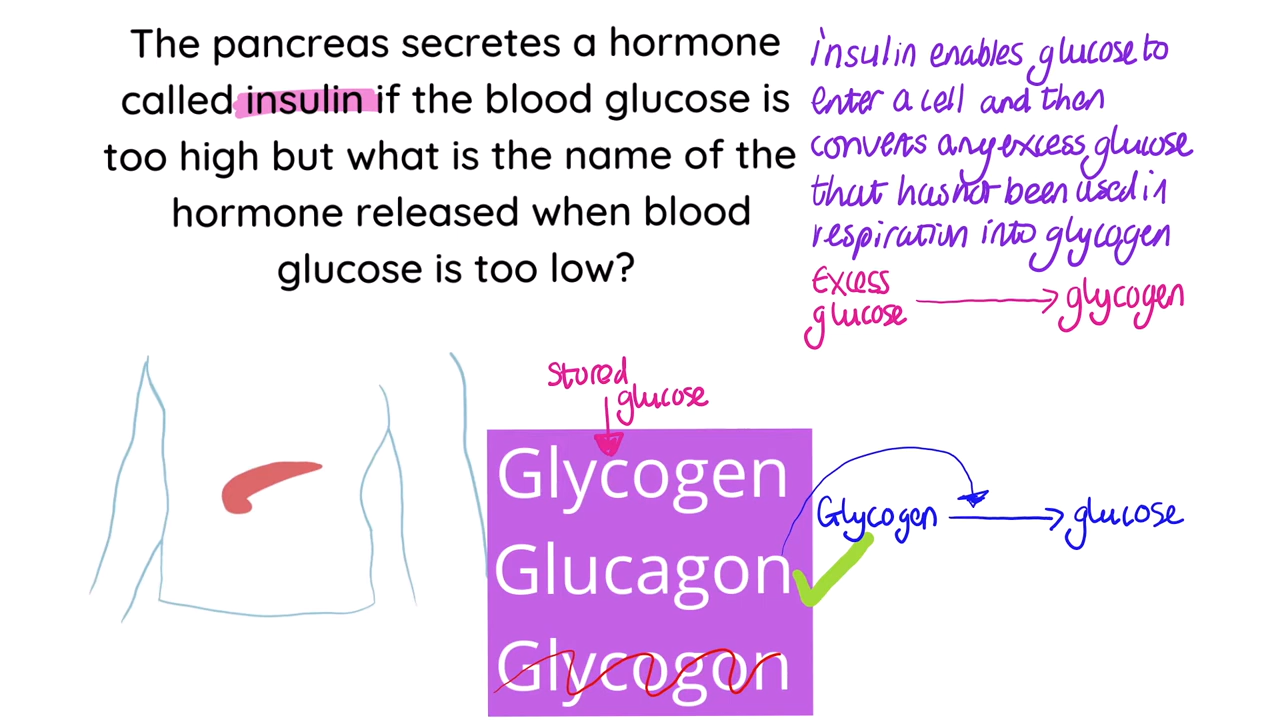 The pancreas secretes a hormone
called insulin if the blood glucose is
too high but what is the name of the
hormone released when blood
glucose is too low?
insulin enables glucose to
enter a cell and then
converts any excess glucose
that has not been used in
respiration into glycogen
Excess
glucose
glycogen
Stored
glucose
Glycogen
Glucagon
Glycogon
Glycogen
glucose